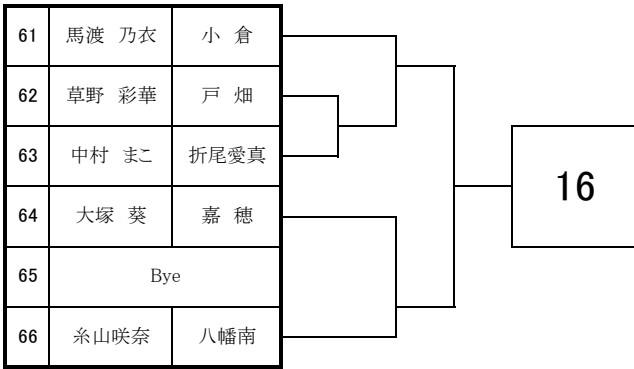 61 馬渡 乃衣 小 倉
62 草野 彩華 戸 畑
63 中村 まこ 折尾愛真
64 大塚 葵 嘉 穂
65 Bye
66 糸山咲奈 八幡南
16